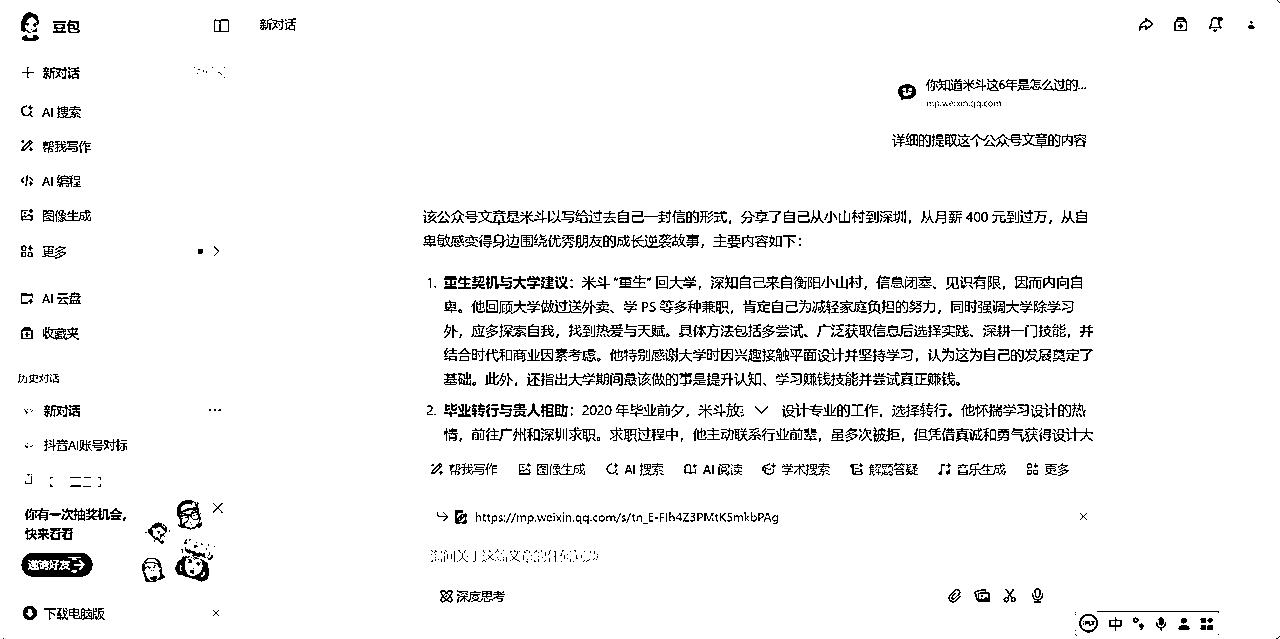 豆包
新对话
新对话
AI 搜索
帮我写作
AI 编程
图像生成
更多
AI 云盘
收藏夹
历史对话
新对话
抖音AI账号对标
你有一次抽奖机会，
快来看看
邀请好友
下载电脑版
你知道米斗这6年是怎么过的...
mp.weixin.qq.com
详细的提取这个公众号文章的内容
该公众号文章是米斗以写给过去自己一封信的形式，分享了自己从小山村到深圳，从月薪 400 元到过万，从自
卑敏感变得身边围绕优秀朋友的成长逆袭故事，主要内容如下：
1. 重生契机与大学建议：米斗 “重生” 回大学，深知自己来自衡阳小山村，信息闭塞、见识有限，因而内向自
卑。他回顾大学做过送外卖、学 PS 等多种兼职，肯定自己为减轻家庭负担的努力，同时强调大学除学习
外，应多探索自我，找到热爱与天赋。具体方法包括多尝试、广泛获取信息后选择实践、深耕一门技能，并
结合时代和商业因素考虑。他特别感谢大学时因兴趣接触平面设计并坚持学习，认为这为自己的发展奠定了
基础。此外，还指出大学期间最该做的事是提升认知、学习赚钱技能并尝试真正赚钱。
2. 毕业转行与贵人相助：2020 年毕业前夕，米斗放 设计专业的工作，选择转行。他怀揣学习设计的热
情，前往广州和深圳求职。求职过程中，他主动联系行业前辈，虽多次被拒，但凭借真诚和勇气获得设计大
帮我写作 图像生成 AI 搜索 AI 阅读 学术搜索 解题答疑 音乐生成 更多
https://mp.weixin.qq.com/s/tn_E-FIh4Z3PMtK5mkbPAg
深度思考
中